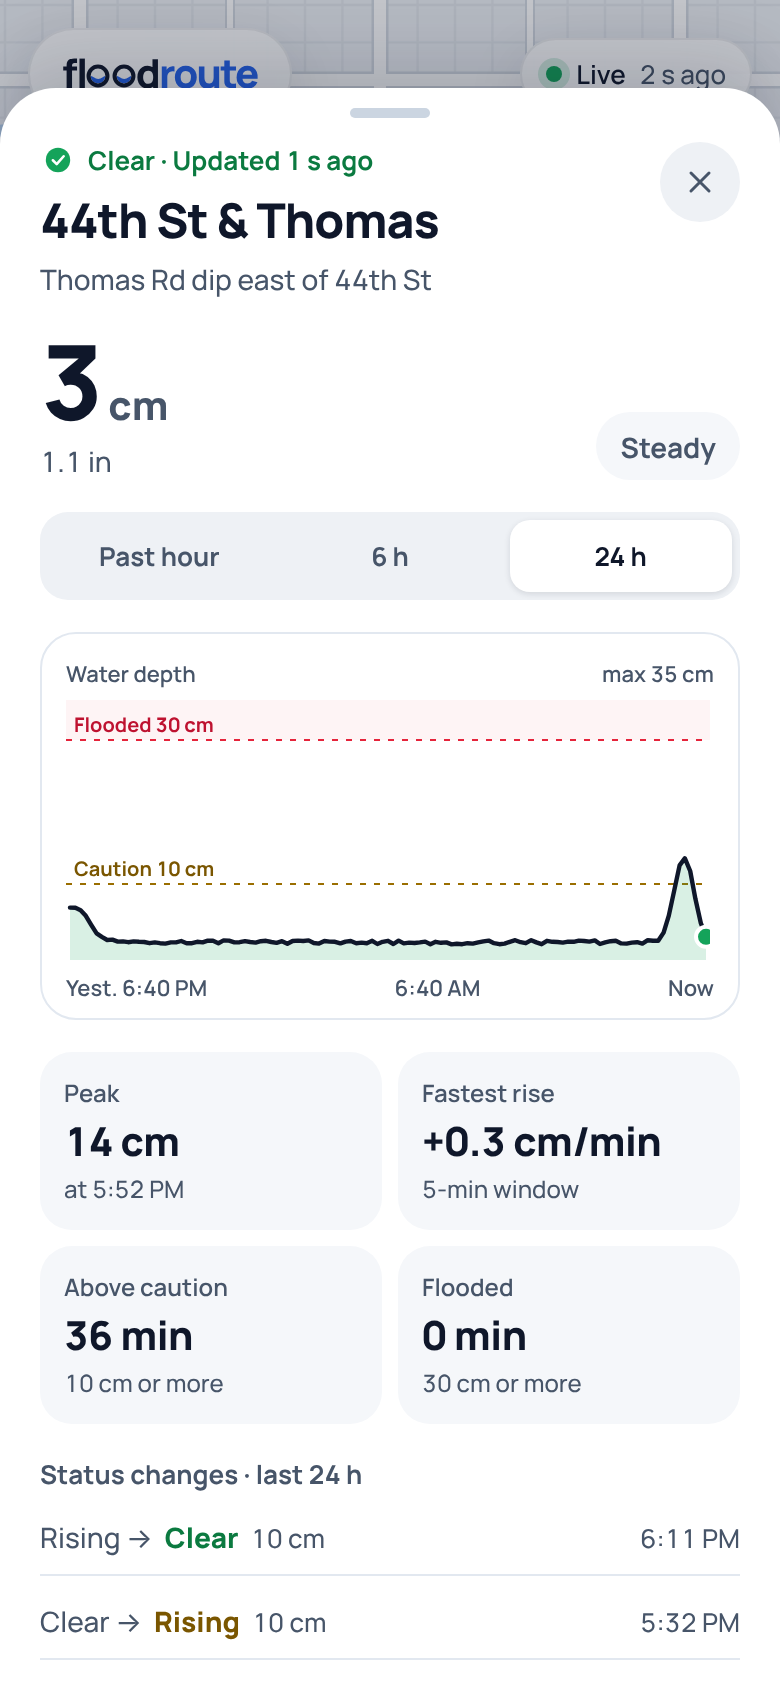 floodroute
Live 2 s ago
Clear · Updated 1 s ago
44th St & Thomas
Thomas Rd dip east of 44th St
3 cm
1.1 in
Steady
Past hour 6 h 24 h
Water depth max 35 cm
Flooded 30 cm
Caution 10 cm
Yest. 6:40 PM 6:40 AM Now
Peak
14 cm
at 5:52 PM
Fastest rise
+0.3 cm/min
5-min window
Above caution
36 min
10 cm or more
Flooded
0 min
30 cm or more
Status changes · last 24 h
Rising → Clear 10 cm 6:11 PM
Clear → Rising 10 cm 5:32 PM